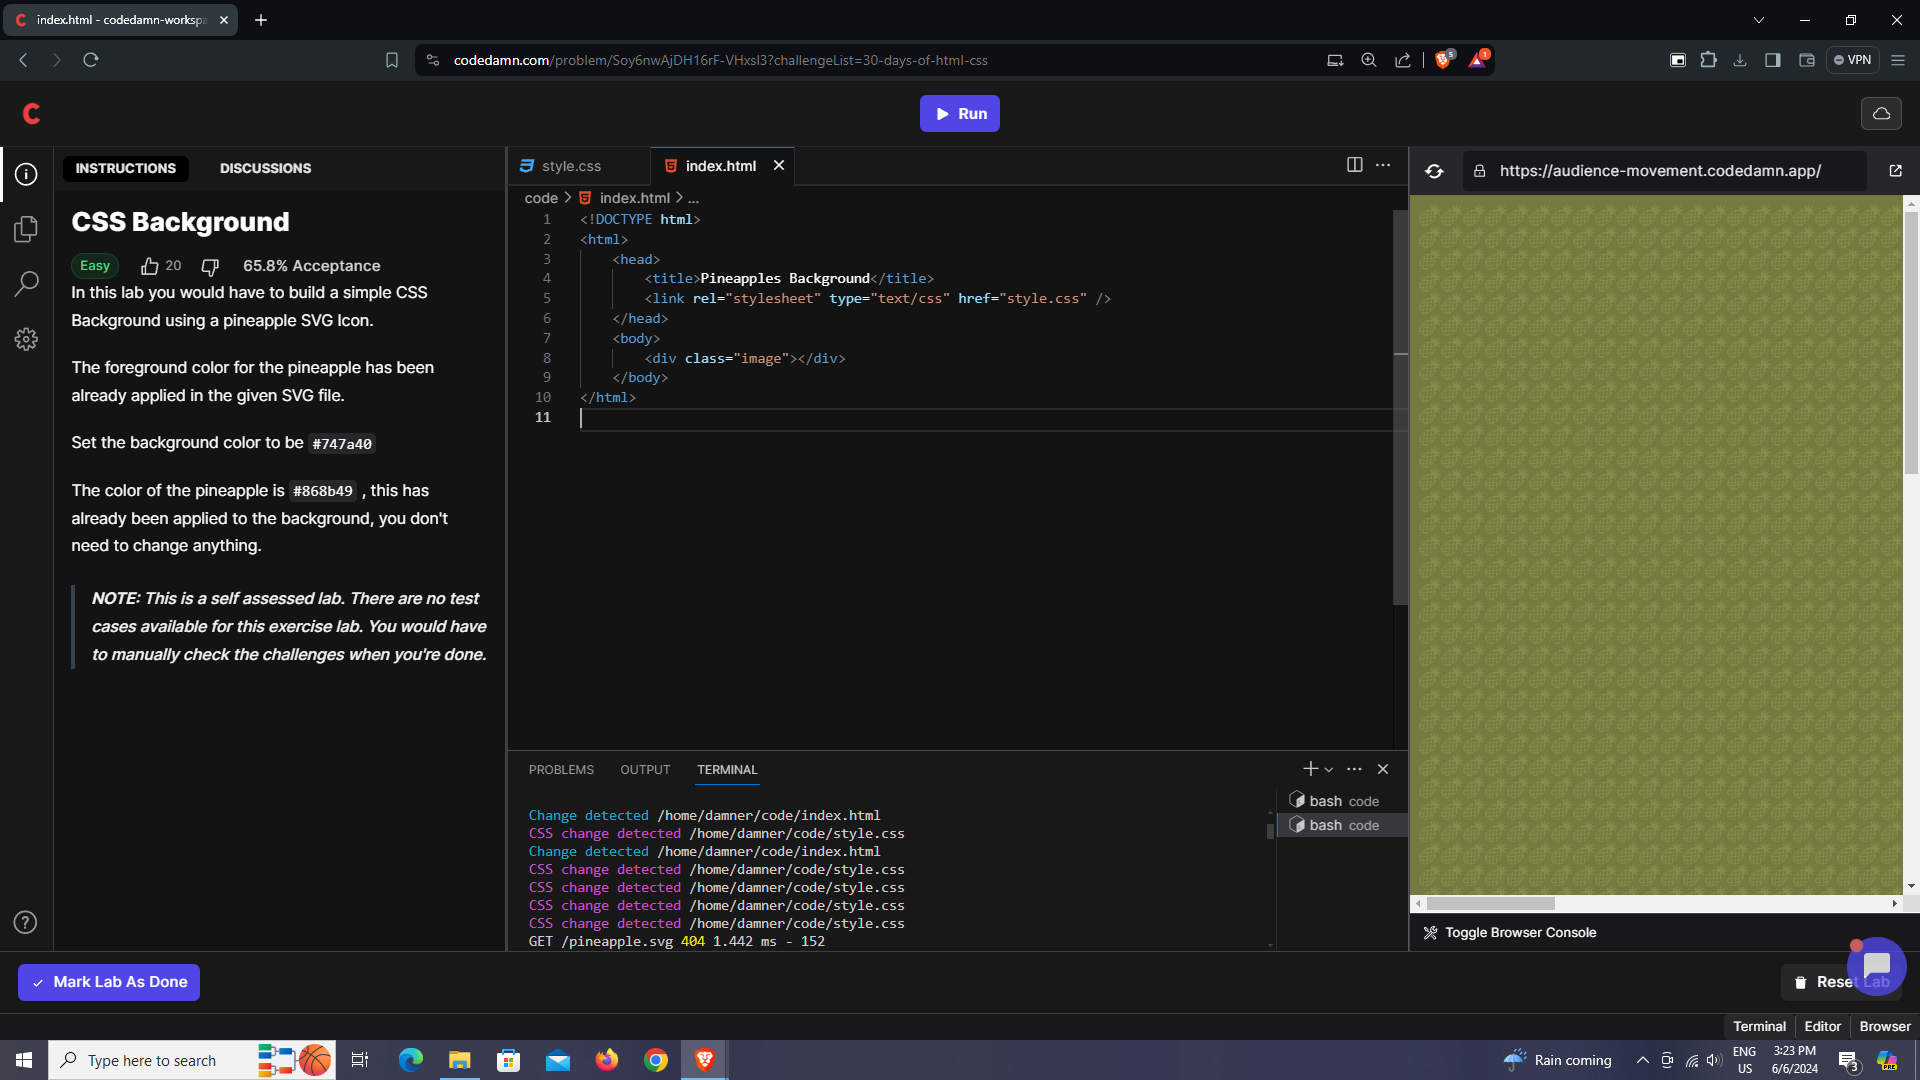 index.html - codedamn-workspa
codedamn.com/problem/Soy6nwAjDH16rF-VHxsl3?challengeList=30-days-of-html-css
5
1
VPN
Run
INSTRUCTIONS
DISCUSSIONS
style.css
index.html
https://audience-movement.codedamn.app/
code > index.html > ...
CSS Background
Easy
20
65.8% Acceptance
In this lab you would have to build a simple CSS
Background using a pineapple SVG Icon.
The foreground color for the pineapple has been
already applied in the given SVG file.
Set the background color to be #747a40
The color of the pineapple is #868b49 , this has
already been applied to the background, you don't
need to change anything.
NOTE: This is a self assessed lab. There are no test
cases available for this exercise lab. You would have
to manually check the challenges when you're done.
1 <!DOCTYPE html>
2 <html>
3 <head>
4 <title>Pineapples Background</title>
5 <link rel="stylesheet" type="text/css" href="style.css" />
6 </head>
7 <body>
8 <div class="image"></div>
9 </body>
10 </html>
11
PROBLEMS
OUTPUT
TERMINAL
Change detected /home/damner/code/index.html
CSS change detected /home/damner/code/style.css
Change detected /home/damner/code/index.html
CSS change detected /home/damner/code/style.css
CSS change detected /home/damner/code/style.css
CSS change detected /home/damner/code/style.css
CSS change detected /home/damner/code/style.css
GET /pineapple.svg 404 1.442 ms - 152
bash code
bash code
Toggle Browser Console
Mark Lab As Done
Reset Lab
Terminal
Editor
Browser
Type here to search
Rain coming
ENG
US
3:23 PM
6/6/2024
3
PRE